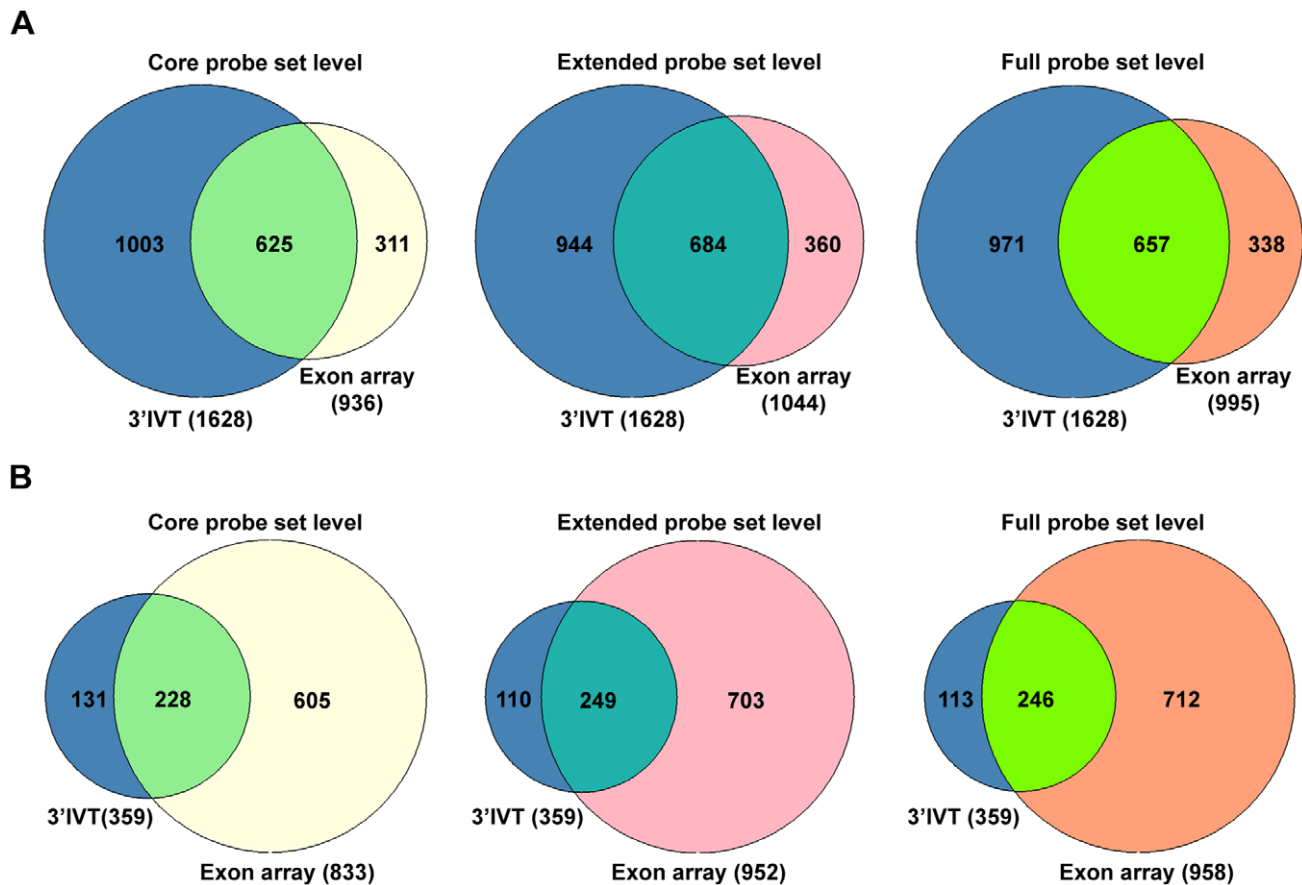 A
Core probe set level
Extended probe set level
Full probe set level
1003
625
311
944
684
360
971
657
338
Exon array
(936)
3'IVT (1628)
Exon array
(1044)
3'IVT (1628)
Exon array
(995)
3'IVT (1628)
B
Core probe set level
Extended probe set level
Full probe set level
131
228
605
110
249
703
113
246
712
3'IVT(359)
Exon array (833)
3'IVT (359)
Exon array (952)
3'IVT (359)
Exon array (958)